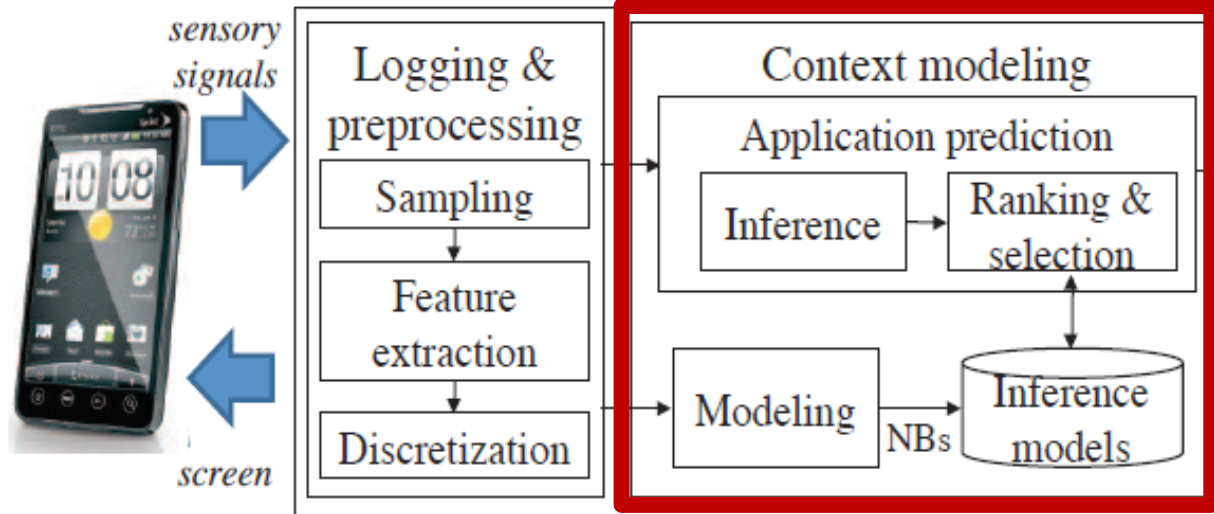 sensory
signals
Logging &
preprocessing
Sampling
Feature
extraction
Discretization
Context modeling
Application prediction
Inference
Ranking &
selection
Modeling
NBs
Inference
models
10 08
73°
screen